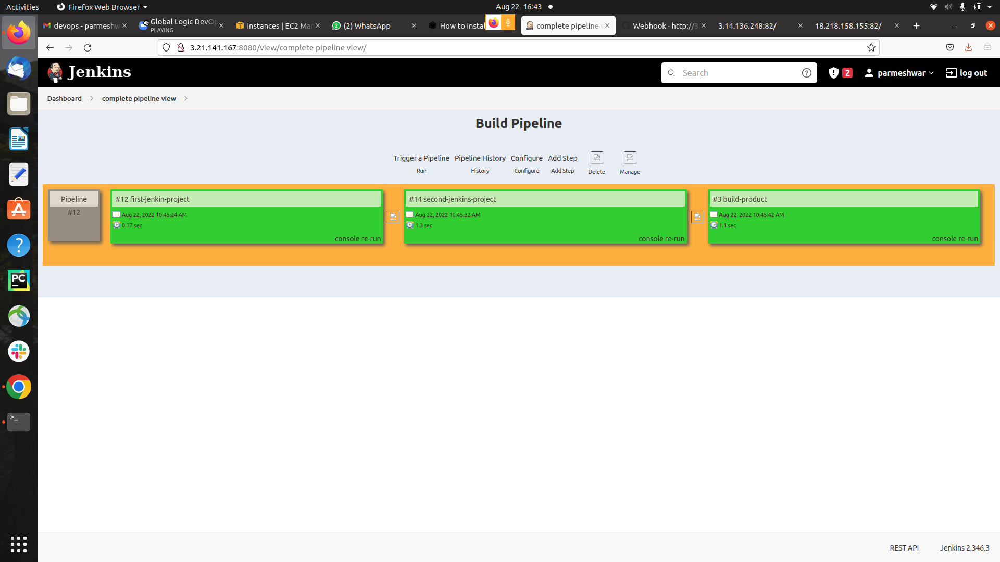 Activities
Firefox Web Browser
Aug 22 16:43
devops - parmeshw
Global Logic DevOp
PLAYING
Instances | EC2 Mar
(2) WhatsApp
How to Instal
complete pipeline v
Webhook · http://3
3.14.136.248:82/
18.218.158.155:82/
3.21.141.167:8080/view/complete pipeline view/
Jenkins
Search
2
parmeshwar
log out
Dashboard
complete pipeline view
Build Pipeline
Trigger a Pipeline
Pipeline History
Configure
Add Step
Run
History
Configure
Add Step
Delete
Manage
Pipeline
#12
#12 first-jenkin-project
Aug 22, 2022 10:45:24 AM
0.37 sec
console re-run
#14 second-jenkins-project
Aug 22, 2022 10:45:32 AM
1.3 sec
console re-run
#3 build-product
Aug 22, 2022 10:45:42 AM
1.1 sec
console re-run
PC
REST API
Jenkins 2.346.3